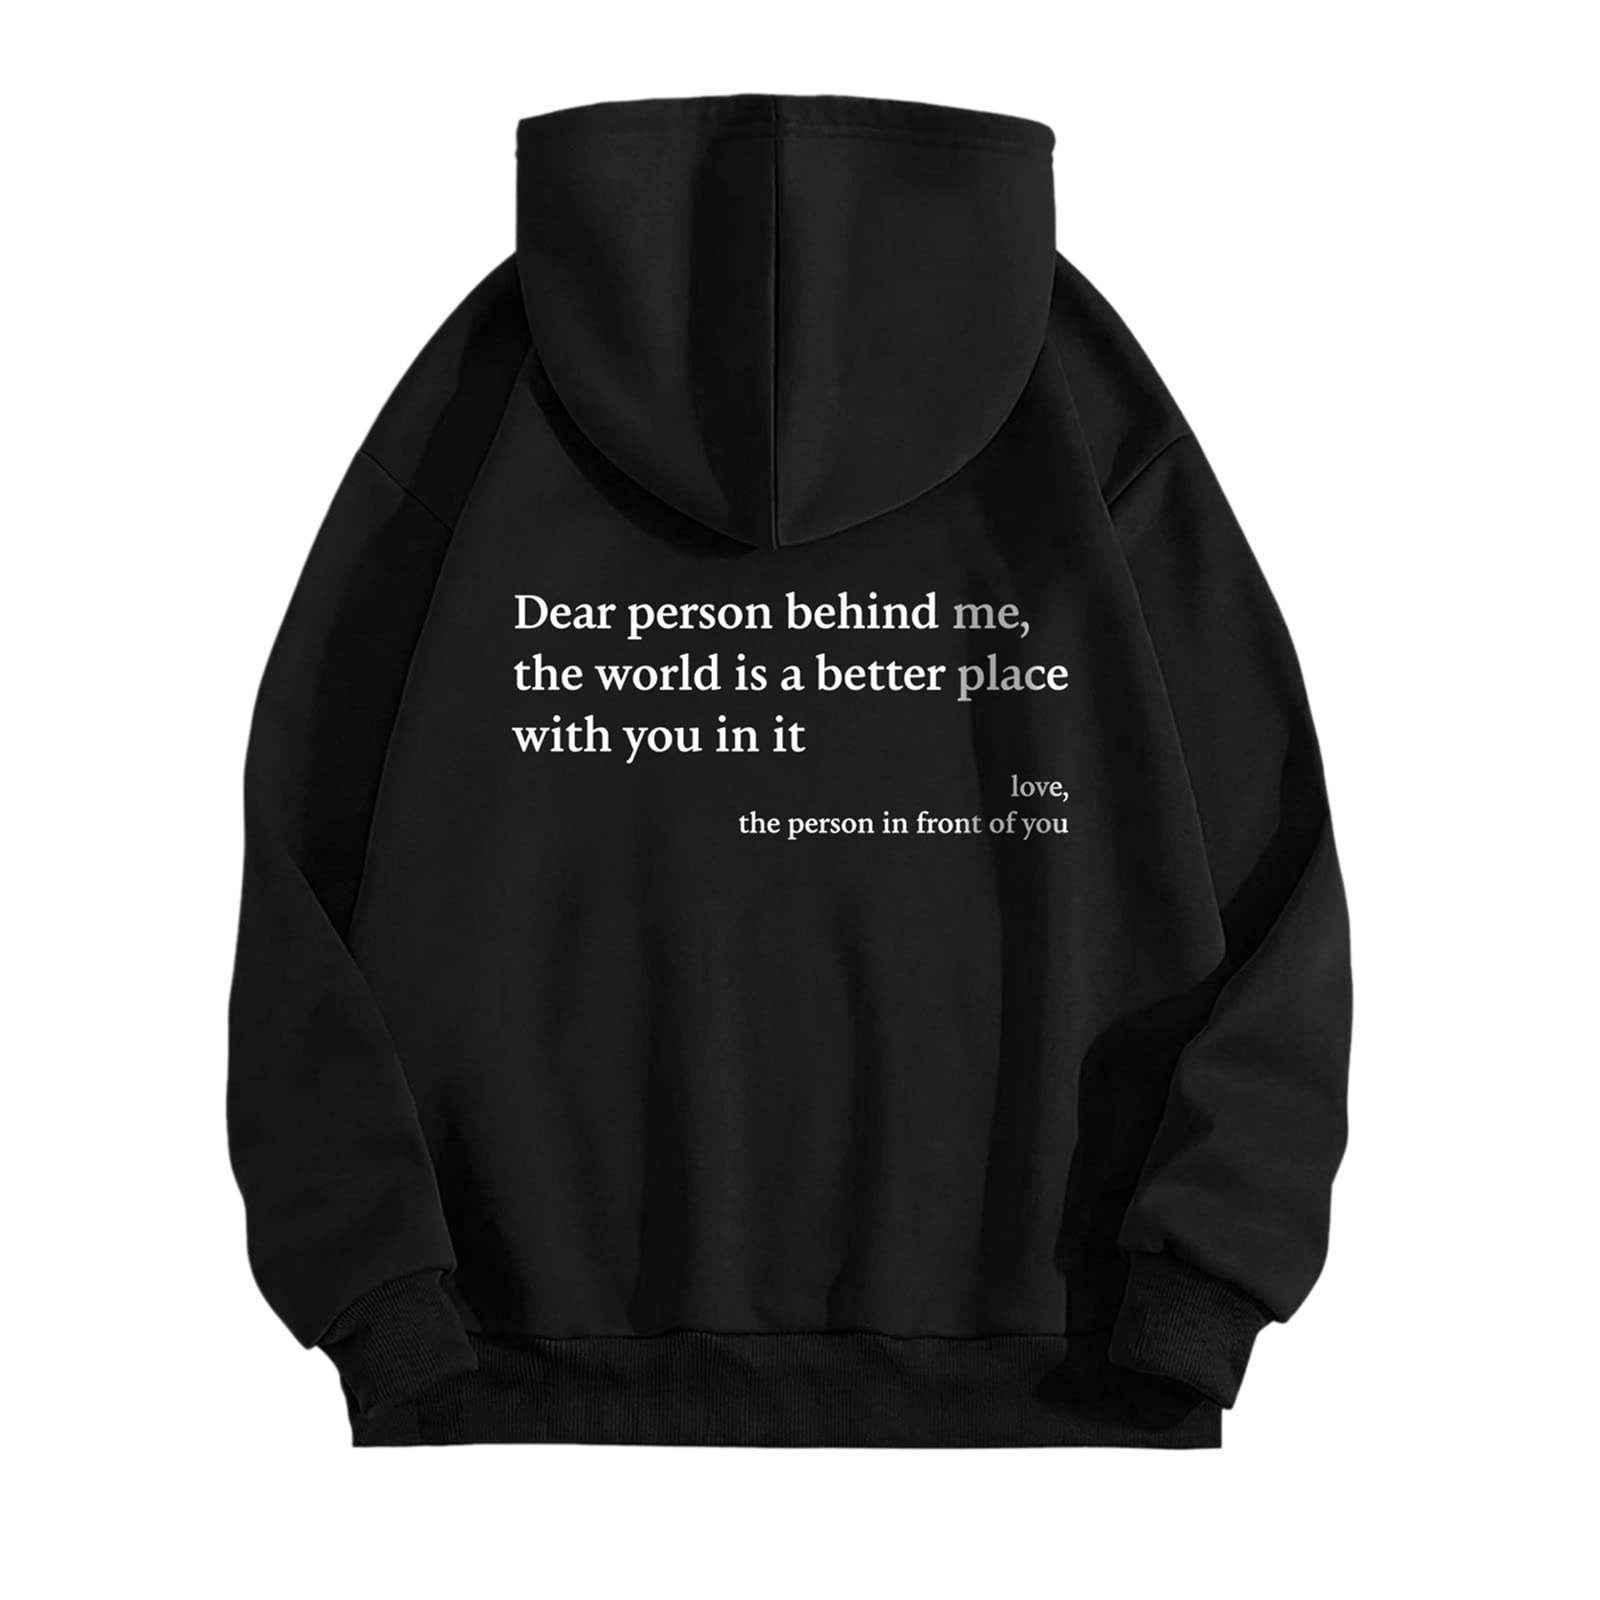 Dear person behind me,
the world is a better place
with you in it
love,
the person in front of you